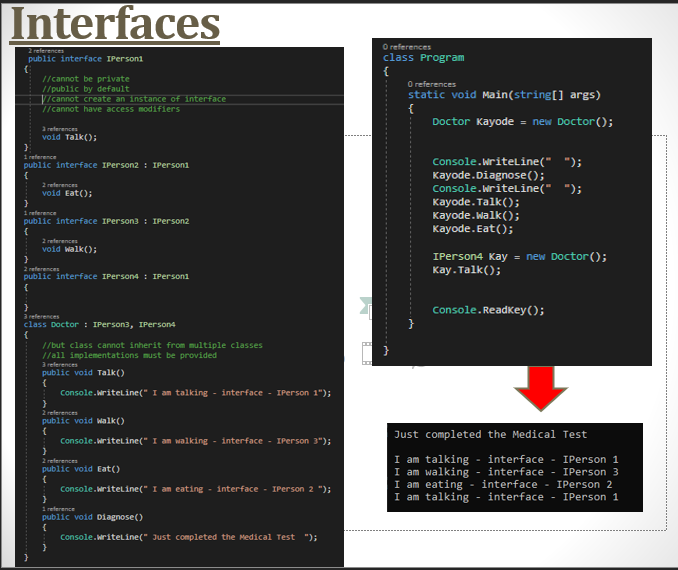 Interfaces
2 references
public interface IPerson1
{
//cannot be private
//public by default
//cannot create an instance of interface
//cannot have access modifiers
3 references
void Talk();
}
1 reference
public interface IPerson2 : IPerson1
{
2 references
void Eat();
}
1 reference
public interface IPerson3 : IPerson2
{
2 references
void Walk();
}
2 references
public interface IPerson4 : IPerson1
{
}
3 references
class Doctor : IPerson3, IPerson4
{
//but class cannot inherit from multiple classes
//all implementations must be provided
3 references
public void Talk()
{
Console.WriteLine(" I am talking - interface - IPerson 1");
}
2 references
public void Walk()
{
Console.WriteLine(" I am walking - interface - IPerson 3");
}
2 references
public void Eat()
{
Console.WriteLine(" I am eating - interface - IPerson 2 ");
}
1 reference
public void Diagnose()
{
Console.WriteLine(" Just completed the Medical Test  ");
}
}
0 references
class Program
{
0 references
static void Main(string[] args)
{
Doctor Kayode = new Doctor();
Console.WriteLine("  ");
Kayode.Diagnose();
Console.WriteLine("  ");
Kayode.Talk();
Kayode.Walk();
Kayode.Eat();
IPerson4 Kay = new Doctor();
Kay.Talk();
Console.ReadKey();
}
}
Just completed the Medical Test
I am talking - interface - IPerson 1
I am walking - interface - IPerson 3
I am eating - interface - IPerson 2
I am talking - interface - IPerson 1